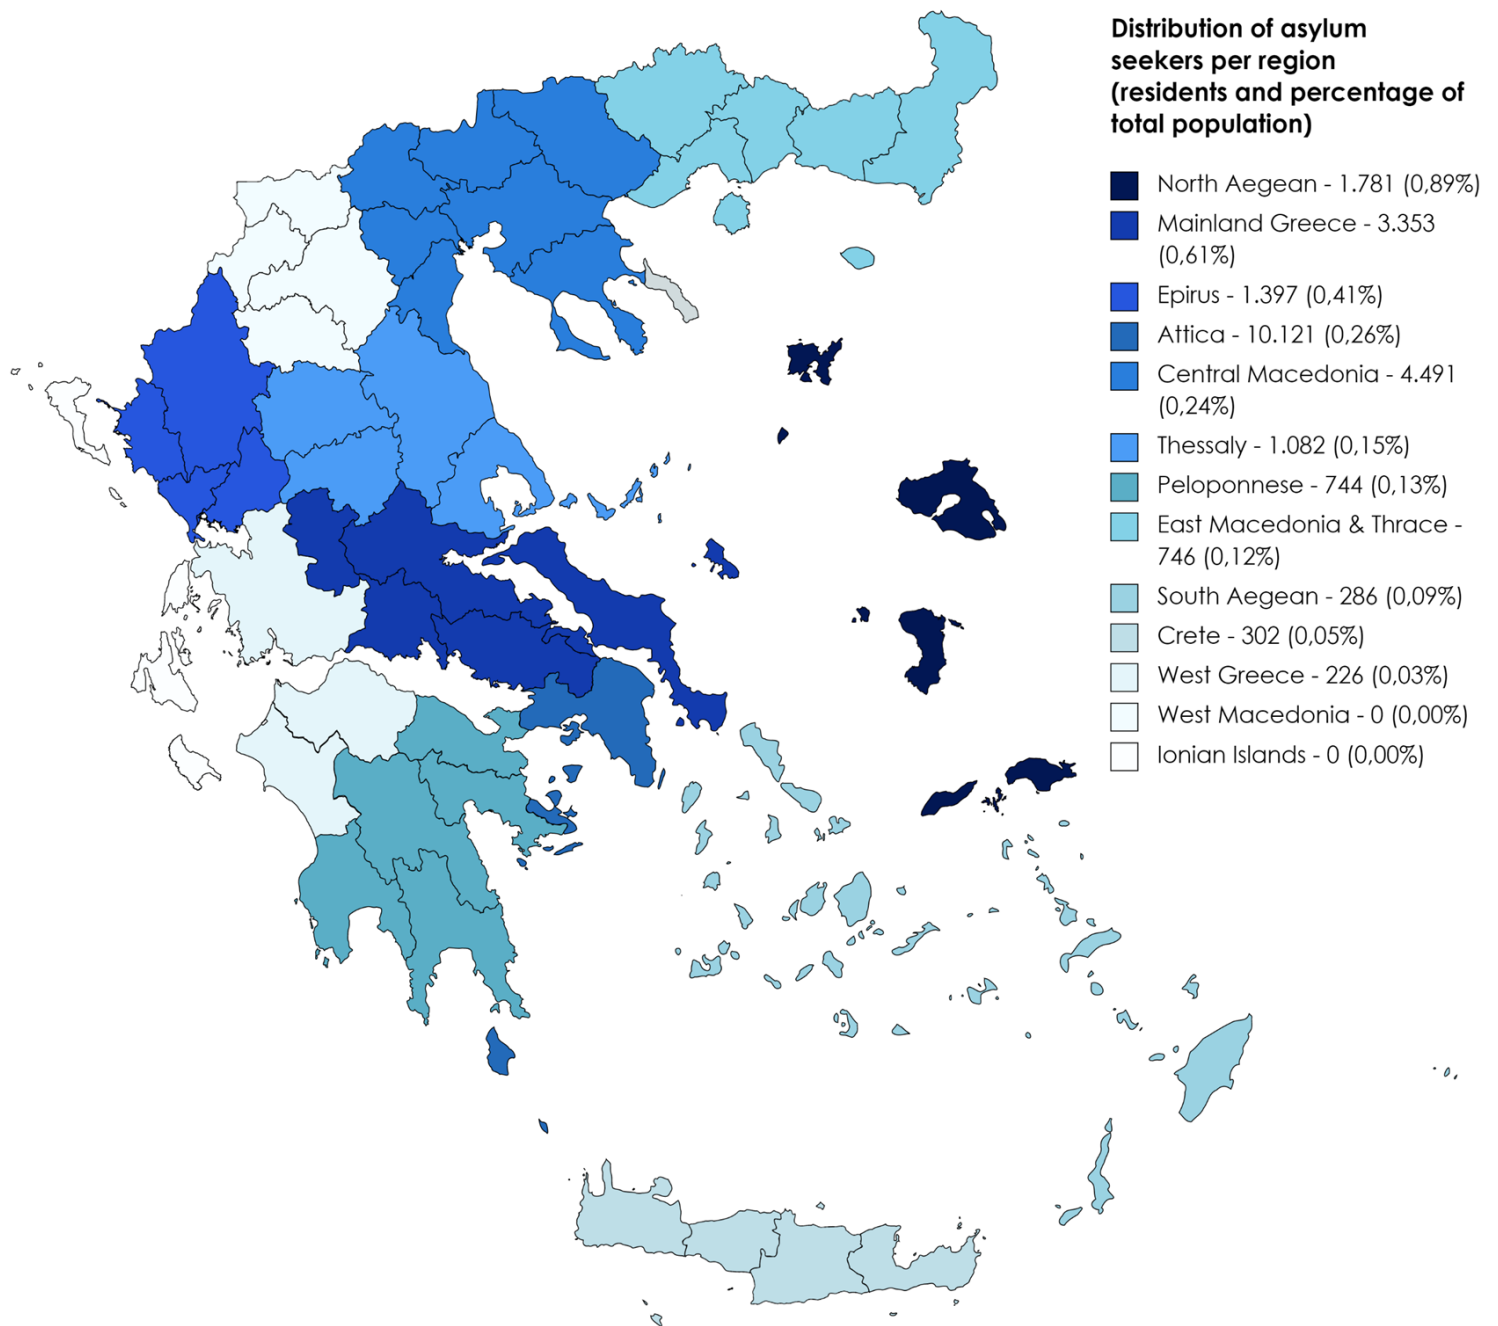 Distribution of asylum
seekers per region
(residents and percentage of
total population)
North Aegean - 1.781 (0,89%)
Mainland Greece - 3.353
(0,61%)
Epirus - 1.397 (0,41%)
Attica - 10.121 (0,26%)
Central Macedonia - 4.491
(0,24%)
Thessaly - 1.082 (0,15%)
Peloponnese - 744 (0,13%)
East Macedonia & Thrace -
746 (0,12%)
South Aegean - 286 (0,09%)
Crete - 302 (0,05%)
West Greece - 226 (0,03%)
West Macedonia - 0 (0,00%)
Ionian Islands - 0 (0,00%)